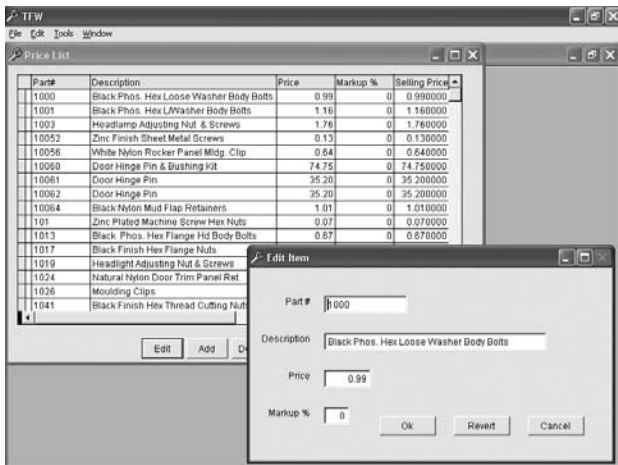 TFW
File Edit Tools Window
Price List
Part# Description Price Markup % Selling Price
1000 Black Phos. Hex Loose Washer Body Bolts 0.99 0 0.990000
1001 Black Phos. Hex L/Washer Body Bolts 1.16 0 1.160000
1003 Headlamp Adjusting Nut & Screws 1.76 0 1.760000
10052 Zinc Finish Sheet Metal Screws 0.13 0 0.130000
10056 White Nylon Rocker Panel Mldg. Clip 0.64 0 0.640000
10060 Door Hinge Pin & Bushing Kit 74.75 0 74.750000
10061 Door Hinge Pin 35.20 0 35.200000
10062 Door Hinge Pin 35.20 0 35.200000
10064 Black Nylon Mud Flap Retainers 1.01 0 1.010000
101 Zinc Plated Machine Screw Hex Nuts 0.07 0 0.070000
1013 Black Phos. Hex Flange Hd Body Bolts 0.67 0 0.670000
1017 Black Finish Hex Flange Nuts
1019 Headlight Adjusting Nut & Screws
1024 Natural Nylon Door Trim Panel Ret.
1026 Moulding Clips
1041 Black Finish Hex Thread Cutting Nuts
Edit Add
Edit Item
Part # 1000
Description Black Phos. Hex Loose Washer Body Bolts
Price 0.99
Markup % 0
Ok Revert Cancel